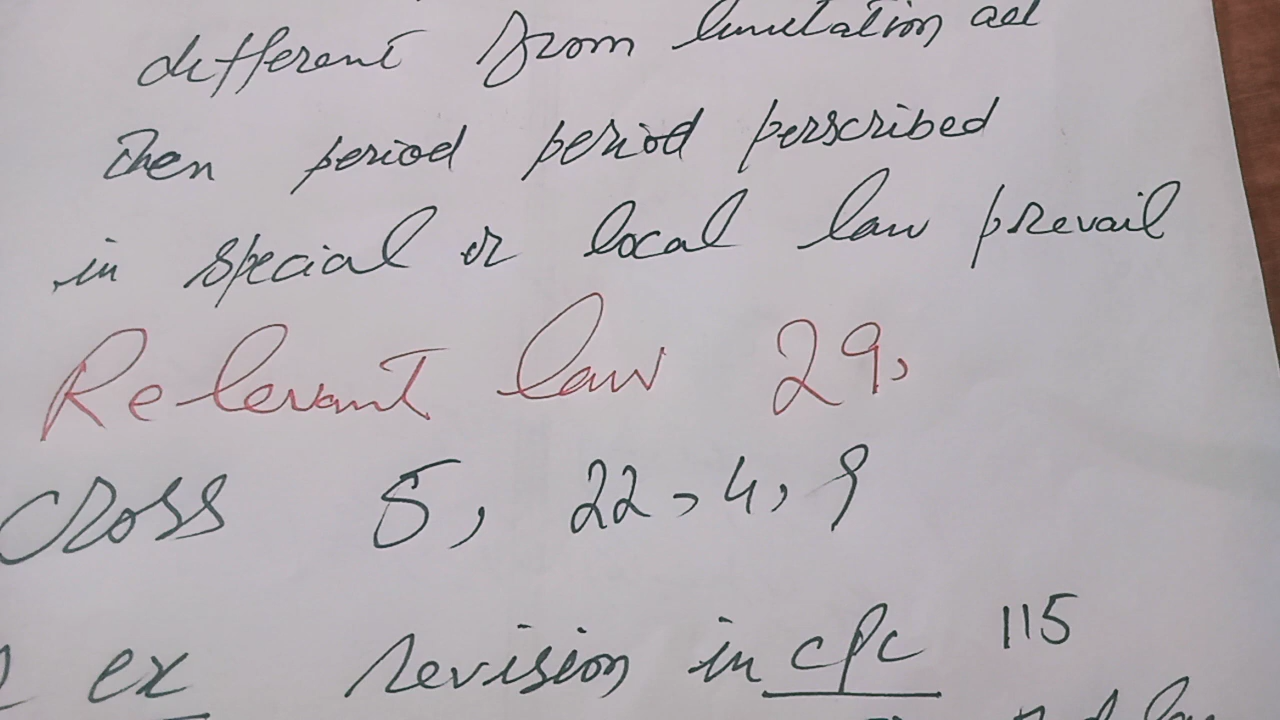 different from limitation act
Then period period perscribed
in special or local law prevail
Relevant law 29,
cross 5, 22, 4, 9
ex revision in CPC 115